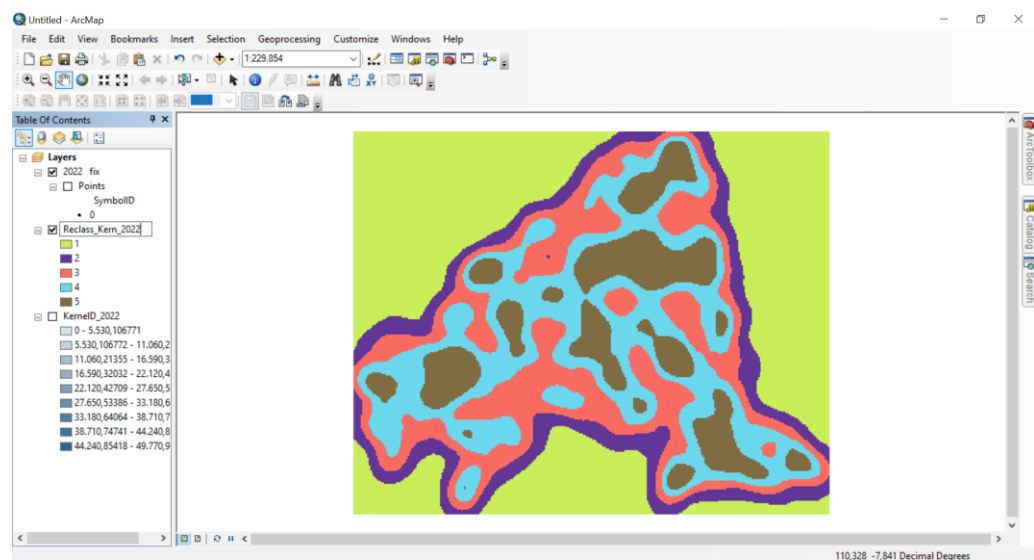 Untitled - ArcMap
File Edit View Bookmarks Insert Selection Geoprocessing Customize Windows Help
1:229.854
Table Of Contents
Layers
2022 fix
Points
SymbolID
0
Reclass_Kern_2022
1
2
3
4
5
KernelD_2022
0 - 5.530,106771
5.530,106772 - 11.060,2
11.060,21355 - 16.590,3
16.590,32032 - 22.120,4
22.120,42709 - 27.650,5
27.650,53386 - 33.180,6
33.180,64064 - 38.710,7
38.710,74741 - 44.240,8
44.240,85418 - 49.770,9
ArcToolbox
Catalog
Search
110,328 -7,841 Decimal Degrees